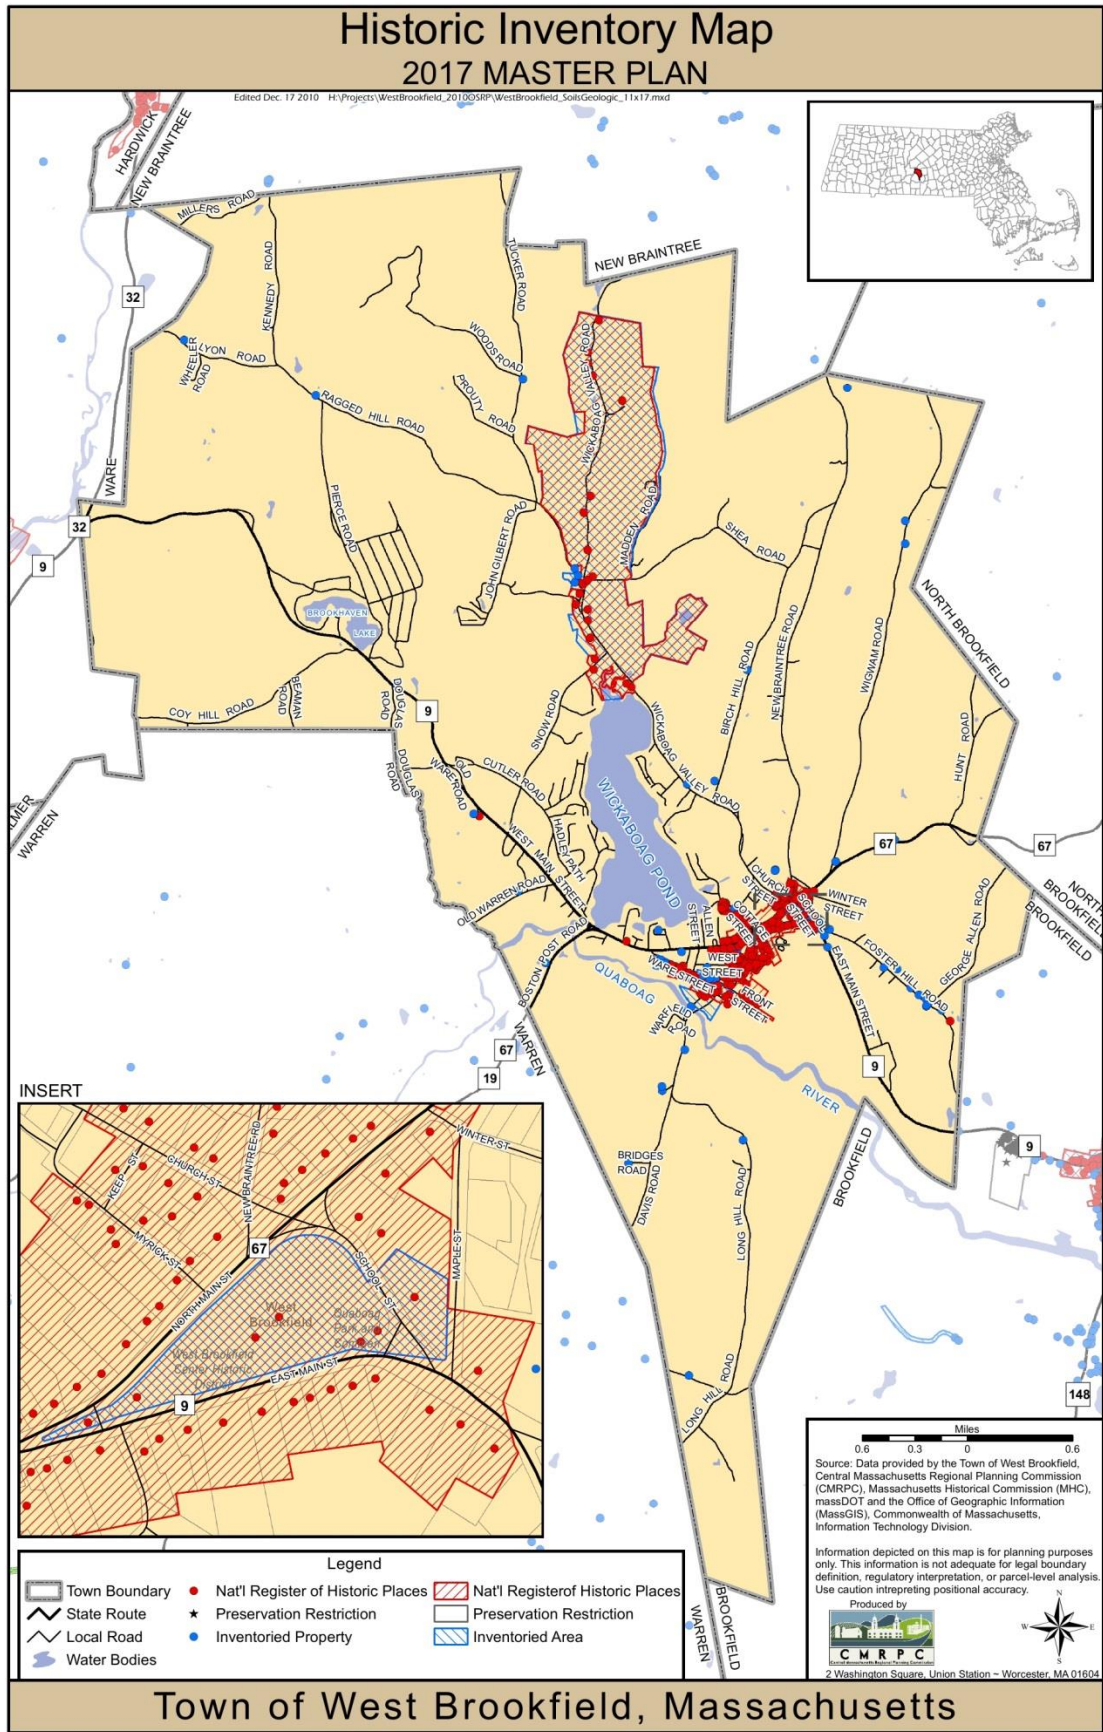 Historic Inventory Map
2017 MASTER PLAN
Edited Dec. 17 2010 H:\Projects\WestBrookfield_2010OSRP\WestBrookfield_SoilsGeologic_11x17.mxd
HARDWICK
NEW BRAINTREE
MILLERS ROAD
KENNEDY ROAD
TUCKER ROAD
NEW BRAINTREE
32
WHEELER ROAD
LYON ROAD
WOODS ROAD
PROUTY ROAD
RAGGED HILL ROAD
WICKABOAG VALLEY ROAD
WARE
32
9
PIERCE ROAD
JOHN GILBERT ROAD
MADDEN ROAD
SHEA ROAD
NORTH BROOKFIELD
BROOKHAVEN
LAKE
BIRCH HILL ROAD
NEW BRAINTREE ROAD
WIGWAM ROAD
HUNT ROAD
COY HILL ROAD
BEAMAN
ROAD
DOUGLAS
ROAD
9
SNOW ROAD
WICKABOAG VALLEY ROAD
DOUGLAS
ROAD
OLD
WARE ROAD
CUTLER ROAD
HADLEY PATH
WEST MAIN STREET
WICKABOAG POND
WARREN
67
67
NORTH
BROOKFIELD
BROOKFIELD
CHURCH
STREET
SCHOOL
STREET
WINTER
STREET
COTTAGE
STREET
ALLEN
STREET
OLD WARREN ROAD
BOSTON POST ROAD
WEST
STREET
WARE STREET
FRONT
STREET
EAST MAIN STREET
FOSTER HILL ROAD
GEORGE ALLEN ROAD
QUABOAG
RIVER
WARFIELD
ROAD
WARREN
67
19
9
9
BRIDGES
ROAD
DAVIS ROAD
LONG HILL ROAD
BROOKFIELD
LONG HILL ROAD
148
WARREN
BROOKFIELD
INSERT
WINTER ST
KEEP ST
CHURCH ST
NEW BRAINTREE RD
MYRICK ST
67
SCHOOL ST
MAPLE ST
NORTH MAIN ST
West
Brookfield
Quaboag
Park and
Common
West Brookfield
Center Historic
District
EAST MAIN ST
9
Miles
0.6 0.3 0 0.6
Source: Data provided by the Town of West Brookfield,
Central Massachusetts Regional Planning Commission
(CMRPC), Massachusetts Historical Commission (MHC),
massDOT and the Office of Geographic Information
(MassGIS), Commonwealth of Massachusetts,
Information Technology Division.
Information depicted on this map is for planning purposes
only. This information is not adequate for legal boundary
definition, regulatory interpretation, or parcel-level analysis.
Use caution intrepreting positional accuracy.
Produced by
CMRPC
Central Massachusetts Regional Planning Commission
N
W E
S
2 Washington Square, Union Station ~ Worcester, MA 01604
Legend
Town Boundary
Nat'l Register of Historic Places
Nat'l Registerof Historic Places
State Route
Preservation Restriction
Preservation Restriction
Local Road
Inventoried Property
Inventoried Area
Water Bodies
Town of West Brookfield, Massachusetts